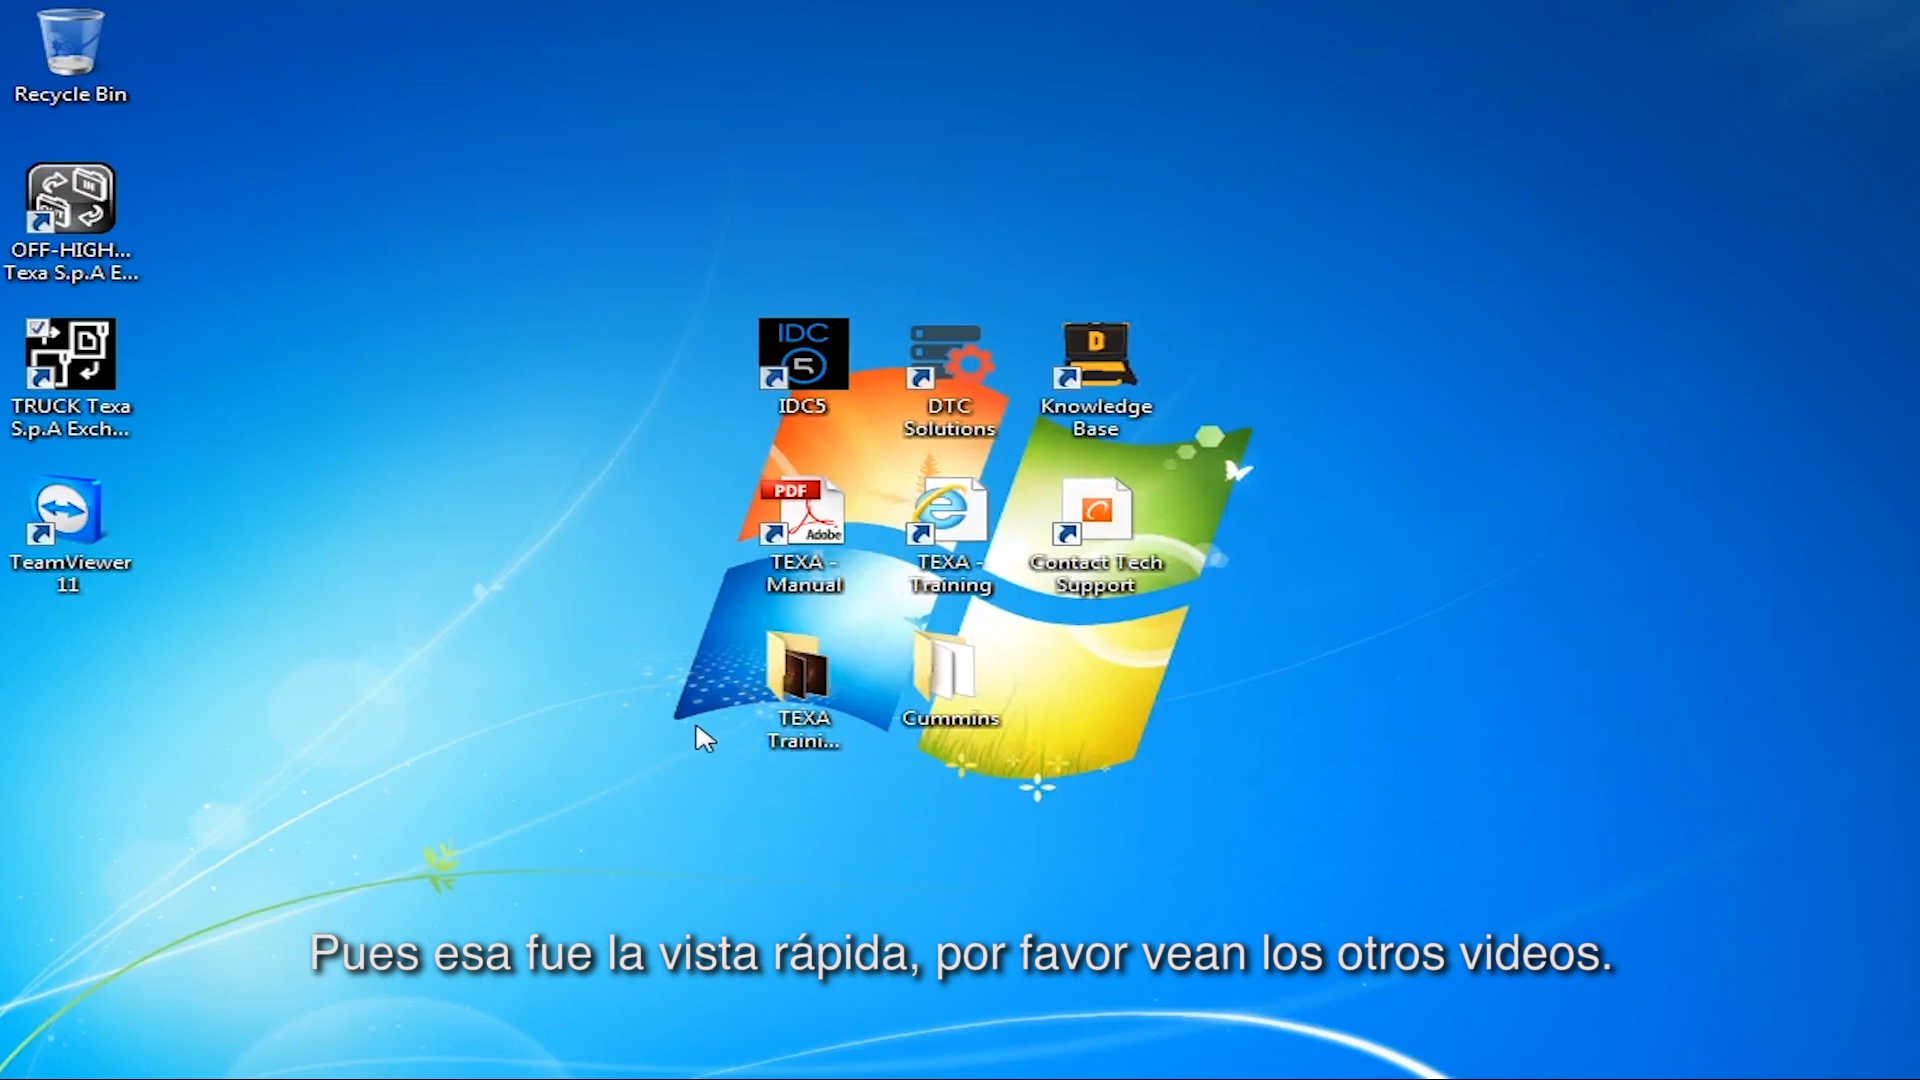 Recycle Bin
OFF-HIGH...
Texa S.p.A E...
TRUCK Texa
S.p.A Exch...
TeamViewer
11
IDC
5
IDC5
DTC
Solutions
D
Knowledge
Base
PDF
Adobe
TEXA -
Manual
TEXA -
Training
Contact Tech
Support
TEXA
Traini...
Cummins
Pues esa fue la vista rápida, por favor vean los otros videos.